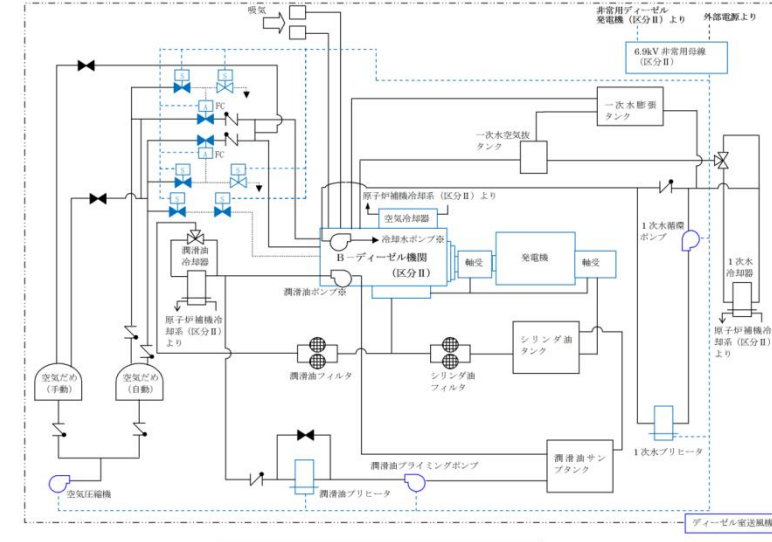 吸気
非常用ディーゼル
発電機（区分Ⅱ）より
外部電源より
6.9kV 非常用母線
（区分Ⅱ）
S
S
A
FC
A
FC
S
S
S
S
一次水膨張
タンク
一次水空気抜
タンク
原子炉補機冷却系（区分Ⅱ）より
空気冷却器
冷却水ポンプ※
B－ディーゼル機関
（区分Ⅱ）
潤滑油ポンプ※
軸受
発電機
軸受
1次水循環
ポンプ
1次水
冷却器
潤滑油
冷却器
原子炉補機冷
却系（区分Ⅱ）
より
原子炉補機冷
却系（区分Ⅱ）
より
空気だめ
（手動）
空気だめ
（自動）
潤滑油フィルタ
シリンダ油
フィルタ
シリンダ油
タンク
1次水プリヒータ
潤滑油サン
プタンク
潤滑油プライミングポンプ
潤滑油プリヒータ
空気圧縮機
ディーゼル室送風機